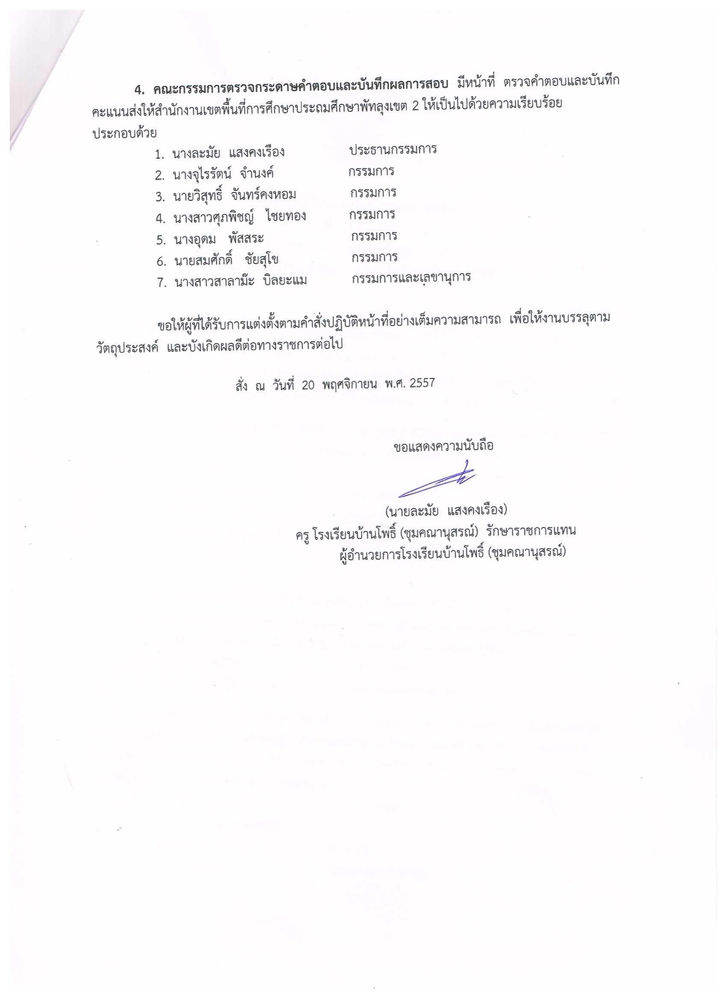 4. คณะกรรมการตรวจกระดาษคำตอบและบันทึกผลการสอบ มีหน้าที่ ตรวจคำตอบและบันทึก
คะแนนส่งให้สำนักงานเขตพื้นที่การศึกษาประถมศึกษาพัทลุงเขต 2 ให้เป็นไปด้วยความเรียบร้อย
ประกอบด้วย
1. นางละมัย แสงคงเรือง ประธานกรรมการ
2. นางจุไรรัตน์ จำนงค์ กรรมการ
3. นายวิสุทธิ์ จันทร์คงหอม กรรมการ
4. นางสาวศุภพิชญ์ ไชยทอง กรรมการ
5. นางอุดม พัสสระ กรรมการ
6. นายสมศักดิ์ ชัยสุโข กรรมการ
7. นางสาวสาลาม๊ะ บิลยะแม กรรมการและเลขานุการ
ขอให้ผู้ที่ได้รับการแต่งตั้งตามคำสั่งปฏิบัติหน้าที่อย่างเต็มความสามารถ เพื่อให้งานบรรลุตาม
วัตถุประสงค์ และบังเกิดผลดีต่อทางราชการต่อไป
สั่ง ณ วันที่ 20 พฤศจิกายน พ.ศ. 2557
ขอแสดงความนับถือ
(นายละมัย แสงคงเรือง)
ครู โรงเรียนบ้านโพธิ์ (ชุมคณานุสรณ์) รักษาราชการแทน
ผู้อำนวยการโรงเรียนบ้านโพธิ์ (ชุมคณานุสรณ์)